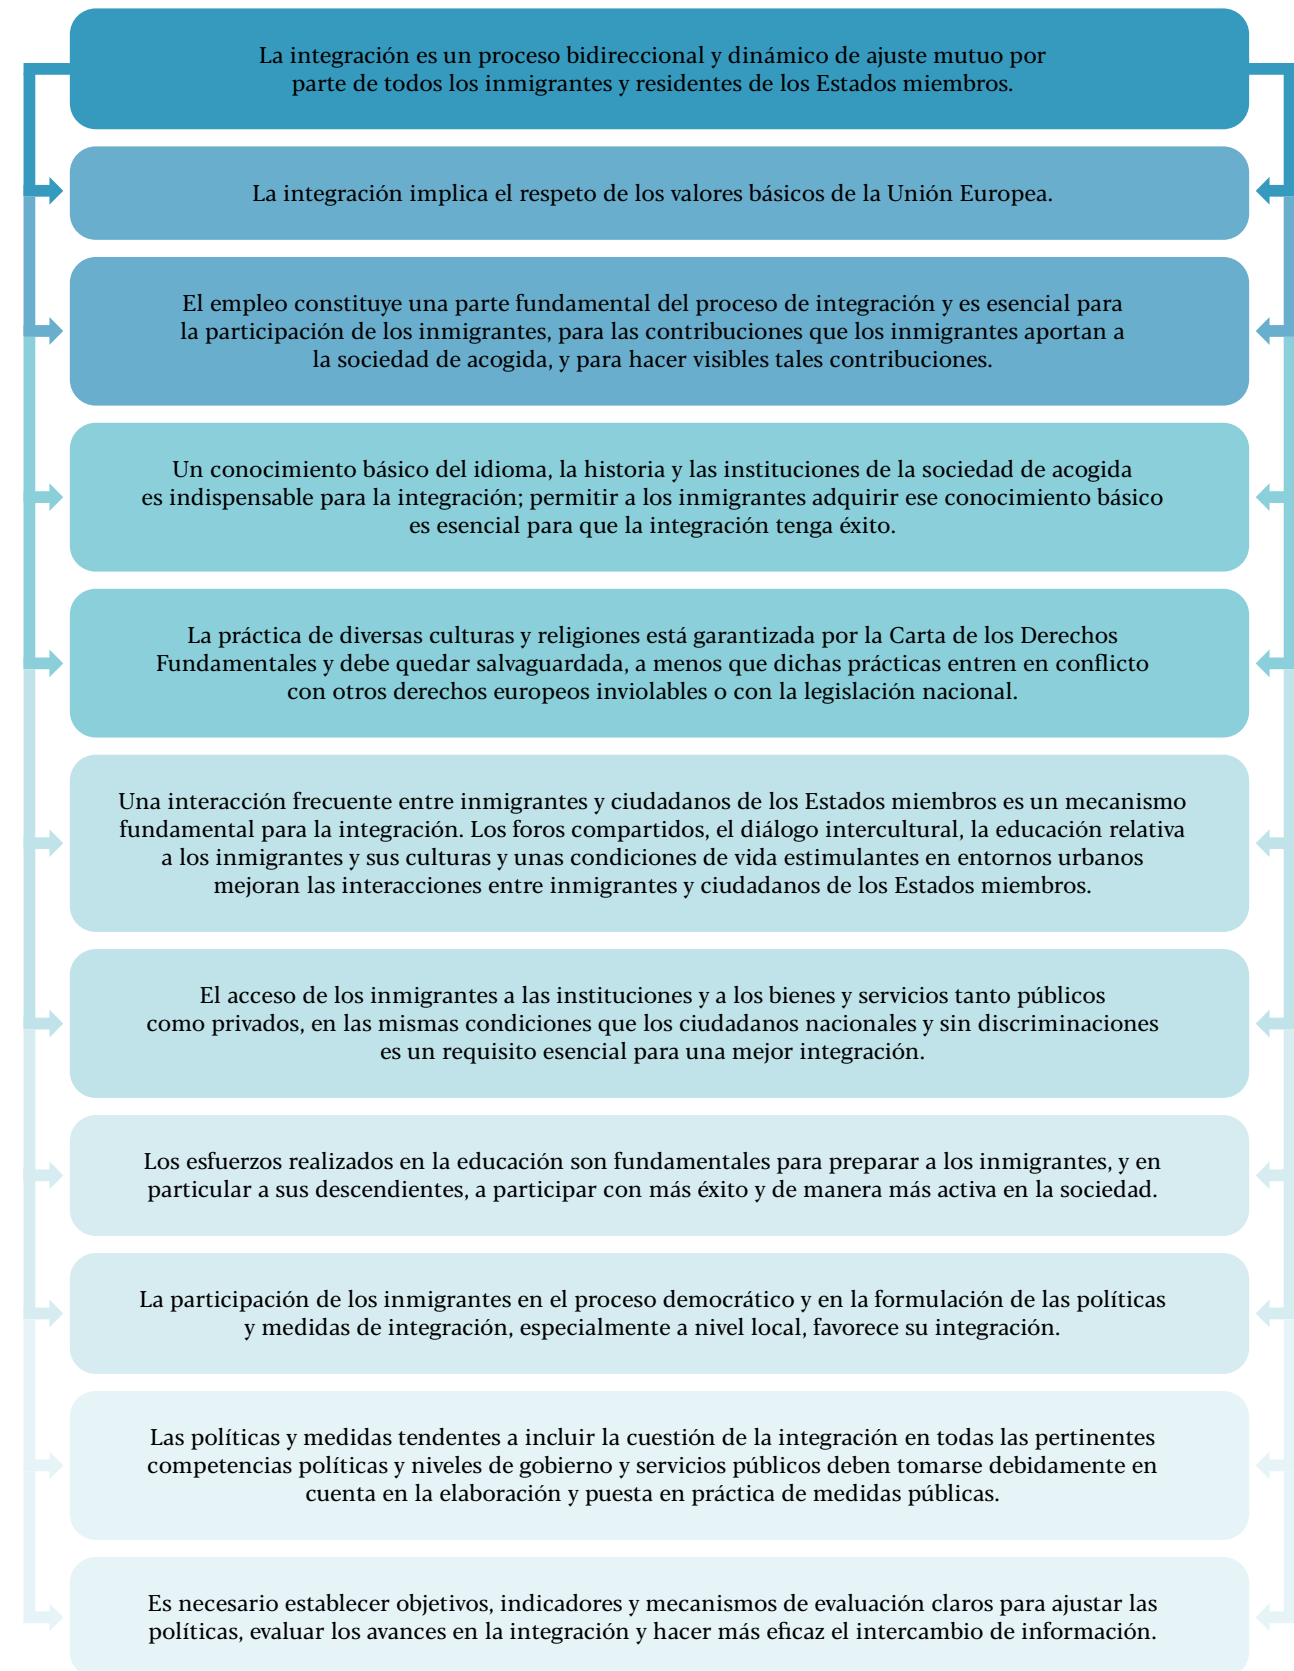 La integración es un proceso bidireccional y dinámico de ajuste mutuo por
parte de todos los inmigrantes y residentes de los Estados miembros.
La integración implica el respeto de los valores básicos de la Unión Europea.
El empleo constituye una parte fundamental del proceso de integración y es esencial para
la participación de los inmigrantes, para las contribuciones que los inmigrantes aportan a
la sociedad de acogida, y para hacer visibles tales contribuciones.
Un conocimiento básico del idioma, la historia y las instituciones de la sociedad de acogida
es indispensable para la integración; permitir a los inmigrantes adquirir ese conocimiento básico
es esencial para que la integración tenga éxito.
La práctica de diversas culturas y religiones está garantizada por la Carta de los Derechos
Fundamentales y debe quedar salvaguardada, a menos que dichas prácticas entren en conflicto
con otros derechos europeos inviolables o con la legislación nacional.
Una interacción frecuente entre inmigrantes y ciudadanos de los Estados miembros es un mecanismo
fundamental para la integración. Los foros compartidos, el diálogo intercultural, la educación relativa
a los inmigrantes y sus culturas y unas condiciones de vida estimulantes en entornos urbanos
mejoran las interacciones entre inmigrantes y ciudadanos de los Estados miembros.
El acceso de los inmigrantes a las instituciones y a los bienes y servicios tanto públicos
como privados, en las mismas condiciones que los ciudadanos nacionales y sin discriminaciones
es un requisito esencial para una mejor integración.
Los esfuerzos realizados en la educación son fundamentales para preparar a los inmigrantes, y en
particular a sus descendientes, a participar con más éxito y de manera más activa en la sociedad.
La participación de los inmigrantes en el proceso democrático y en la formulación de las políticas
y medidas de integración, especialmente a nivel local, favorece su integración.
Las políticas y medidas tendentes a incluir la cuestión de la integración en todas las pertinentes
competencias políticas y niveles de gobierno y servicios públicos deben tomarse debidamente en
cuenta en la elaboración y puesta en práctica de medidas públicas.
Es necesario establecer objetivos, indicadores y mecanismos de evaluación claros para ajustar las
políticas, evaluar los avances en la integración y hacer más eficaz el intercambio de información.